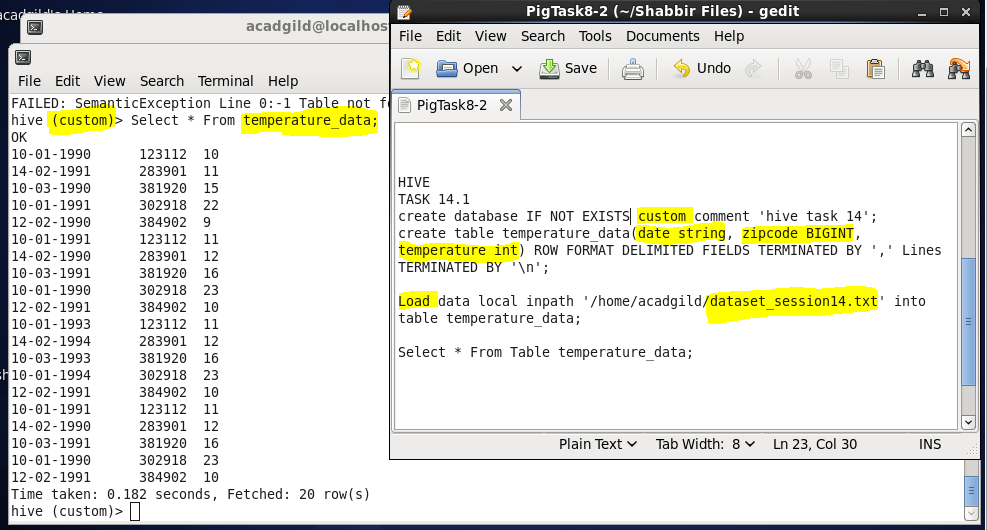 acadgild's Home
acadgild@localhos
File Edit View Search Terminal Help
FAILED: SemanticException Line 0:-1 Table not f
hive (custom)> Select * From temperature_data;
OK
10-01-1990 123112 10
14-02-1991 283901 11
10-03-1990 381920 15
10-01-1991 302918 22
12-02-1990 384902 9
10-01-1991 123112 11
14-02-1990 283901 12
10-03-1991 381920 16
10-01-1990 302918 23
12-02-1991 384902 10
10-01-1993 123112 11
14-02-1994 283901 12
10-03-1993 381920 16
10-01-1994 302918 23
12-02-1991 384902 10
10-01-1991 123112 11
14-02-1990 283901 12
10-03-1991 381920 16
10-01-1990 302918 23
12-02-1991 384902 10
Time taken: 0.182 seconds, Fetched: 20 row(s)
hive (custom)>
PigTask8-2 (~/Shabbir Files) - gedit
File Edit View Search Tools Documents Help
Open Save Undo
PigTask8-2
HIVE
TASK 14.1
create database IF NOT EXISTS custom comment 'hive task 14';
create table temperature_data(date string, zipcode BIGINT,
temperature int) ROW FORMAT DELIMITED FIELDS TERMINATED BY ',' Lines
TERMINATED BY '\n';
Load data local inpath '/home/acadgild/dataset_session14.txt' into
table temperature_data;
Select * From Table temperature_data;
Plain Text Tab Width: 8 Ln 23, Col 30 INS